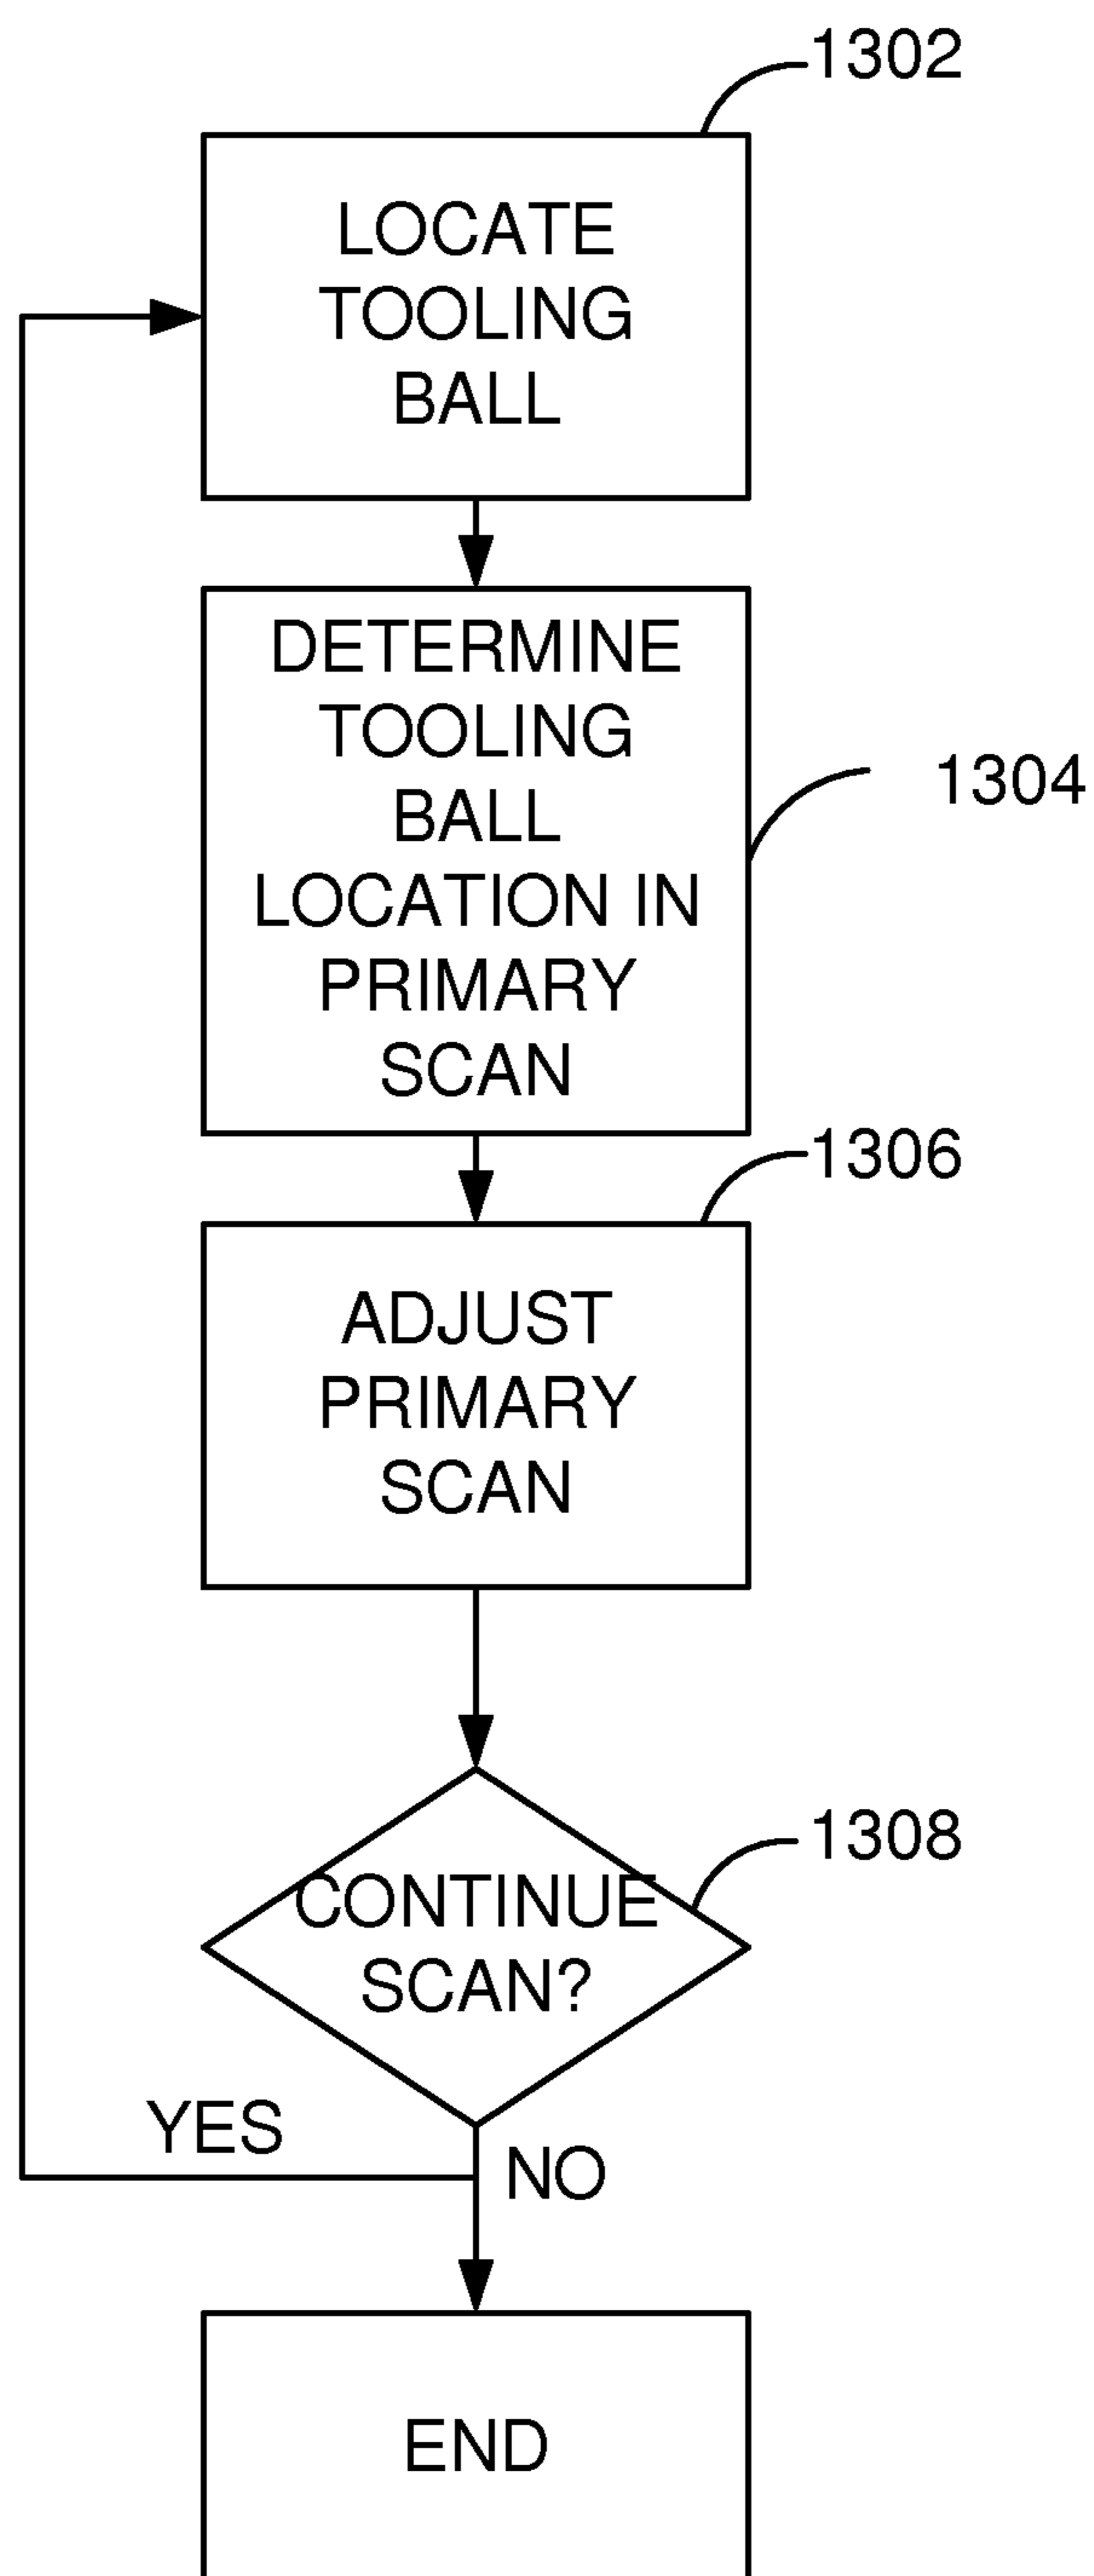 1302
LOCATE
TOOLING
BALL
DETERMINE
TOOLING
BALL
LOCATION IN
PRIMARY
SCAN
1304
1306
ADJUST
PRIMARY
SCAN
1308
CONTINUE
SCAN?
YES
NO
END